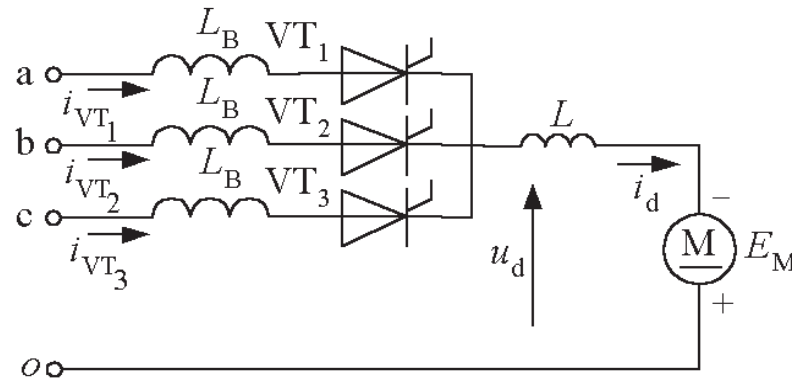 L_B VT_1
a
i_VT_1
L_B VT_2 L
b
i_VT_2 i_d
L_B VT_3 −
c
M E_M
i_VT_3 u_d
+
o